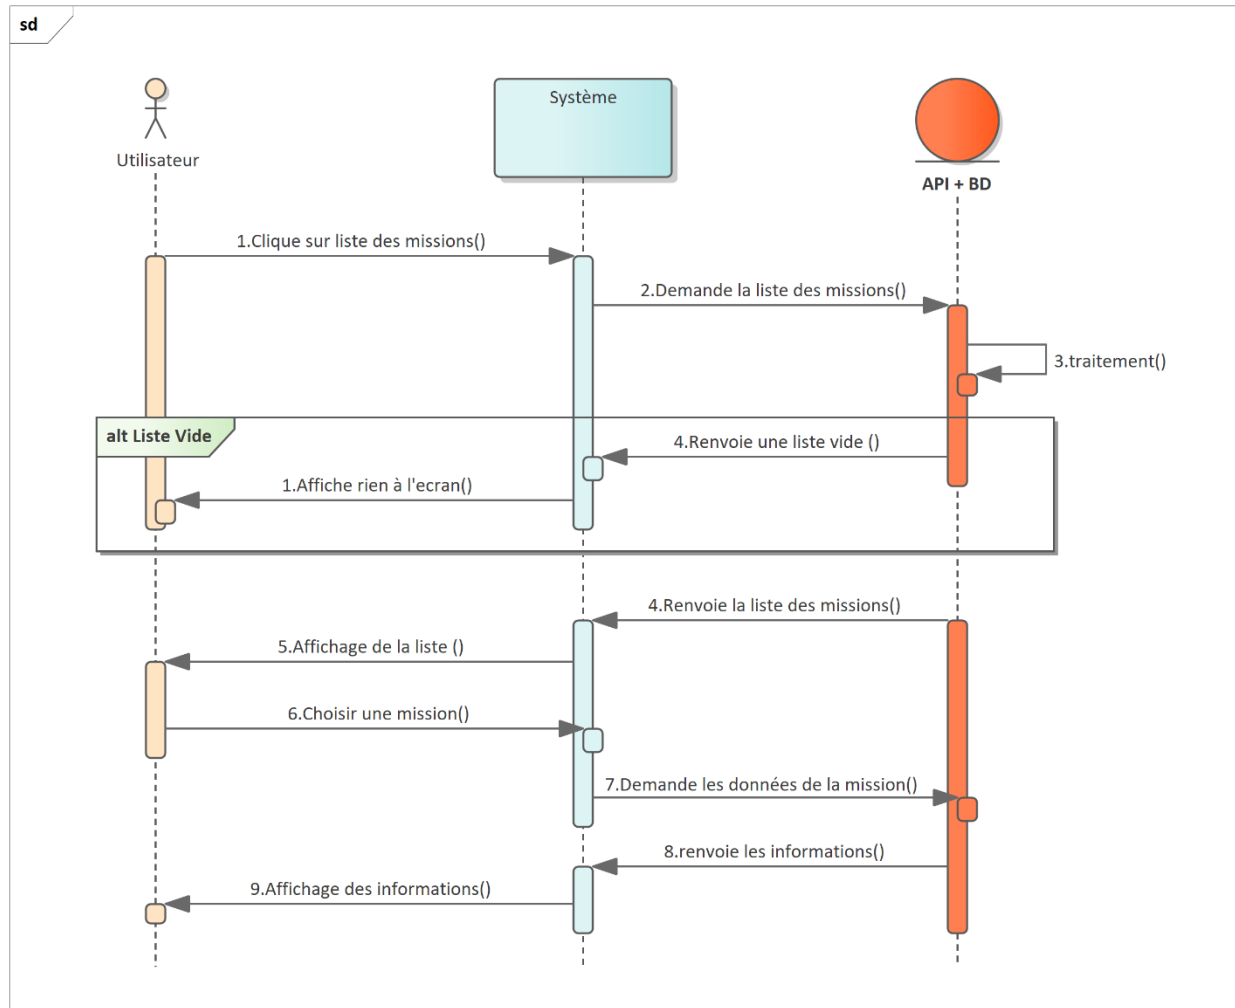 sd
Utilisateur
Système
API + BD
1.Clique sur liste des missions()
2.Demande la liste des missions()
3.traitement()
alt Liste Vide
4.Renvoie une liste vide ()
1.Affiche rien à l'ecran()
4.Renvoie la liste des missions()
5.Affichage de la liste ()
6.Choisir une mission()
7.Demande les données de la mission()
8.renvoie les informations()
9.Affichage des informations()